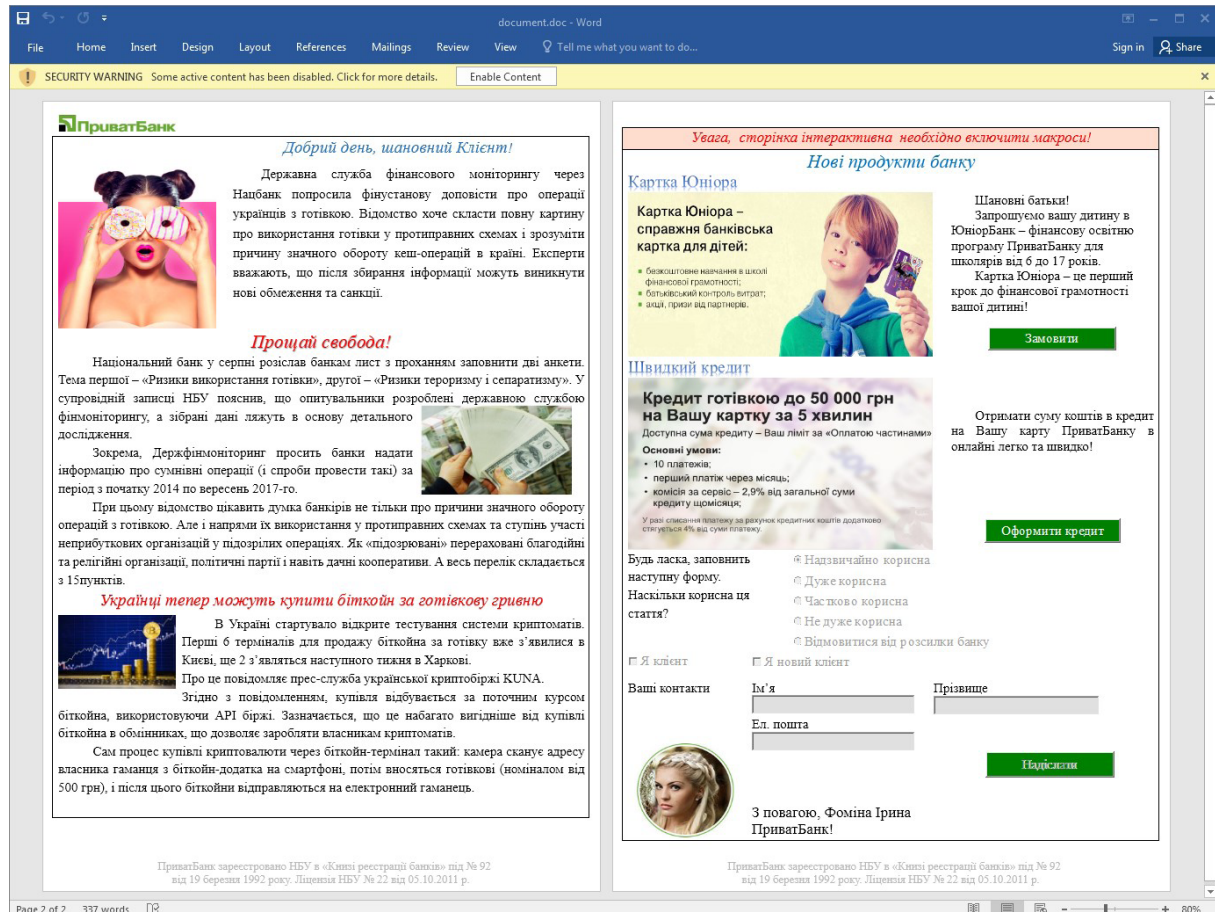 document.doc - Word
File Home Insert Design Layout References Mailings Review View Tell me what you want to do... Sign in Share
SECURITY WARNING Some active content has been disabled. Click for more details. Enable Content
ПриватБанк
Добрий день, шановний Клієнт!
Державна служба фінансового моніторингу через
Нацбанк попросила фінустанову доповісти про операції
українців з готівкою. Відомство хоче скласти повну картину
про використання готівки у протиправних схемах і зрозуміти
причину значного обороту кеш-операцій в країні. Експерти
вважають, що після збирання інформації можуть виникнути
нові обмеження та санкції.
Прощай свобода!
Національний банк у серпні розіслав банкам лист з проханням заповнити дві анкети.
Тема першої – «Ризики використання готівки», другої – «Ризики тероризму і сепаратизму». У
супровідній записці НБУ пояснив, що опитувальники розроблені державною службою
фінмоніторингу, а зібрані дані ляжуть в основу детального
дослідження.
Зокрема, Держфінмоніторинг просить банки надати
інформацію про сумнівні операції (і спроби провести такі) за
період з початку 2014 по вересень 2017-го.
При цьому відомство цікавить думка банкірів не тільки про причини значного обороту
операцій з готівкою. Але і напрями їх використання у протиправних схемах та ступінь участі
неприбуткових організацій у підозрілих операціях. Як «підозрювані» перераховані благодійні
та релігійні організації, політичні партії і навіть дачні кооперативи. А весь перелік складається
з 15пунктів.
Українці тепер можуть купити біткойн за готівкову гривню
В Україні стартувало відкрите тестування системи криптоматів.
Перші 6 терміналів для продажу біткойна за готівку вже з’явилися в
Києві, ще 2 з’являться наступного тижня в Харкові.
Про це повідомляє прес-служба української криптобіржі KUNA.
Згідно з повідомленням, купівля відбувається за поточним курсом
біткойна, використовуючи API біржі. Зазначається, що це набагато вигідніше від купівлі
біткойна в обмінниках, що дозволяє заробляти власникам криптоматів.
Сам процес купівлі криптовалюти через біткойн-термінал такий: камера сканує адресу
власника гаманця з біткойн-додатка на смартфоні, потім вносяться готівкові (номіналом від
500 грн), і після цього біткойни відправляються на електронний гаманець.
ПриватБанк зареєстровано НБУ в «Книзі реєстрації банків» під № 92
від 19 березня 1992 року. Ліцензія НБУ № 22 від 05.10.2011 р.
Увага, сторінка інтерактивна необхідно включити макроси!
Нові продукти банку
Картка Юніора
Картка Юніора –
справжня банківська
картка для дітей:
безкоштовне навчання в школі
фінансової грамотності;
батьківський контроль витрат;
акції, призи від партнерів.
Шановні батьки!
Запрошуємо вашу дитину в
ЮніорБанк – фінансову освітню
програму ПриватБанку для
школярів від 6 до 17 років.
Картка Юніора – це перший
крок до фінансової грамотності
вашої дитині!
Замовити
Швидкий кредит
Кредит готівкою до 50 000 грн
на Вашу картку за 5 хвилин
Доступна сума кредиту – Ваш ліміт за «Оплатою частинами»
Основні умови:
• 10 платежів;
• перший платіж через місяць;
• комісія за сервіс – 2,9% від загальної суми
кредиту щомісяця;
У разі списання платежу за рахунок кредитних коштів додатково
стягується 4% від суми платежу.
Отримати суму коштів в кредит
на Вашу карту ПриватБанку в
онлайні легко та швидко!
Оформити кредит
Будь ласка, заповнить
наступну форму.
Наскільки корисна ця
стаття?
Надзвичайно корисна
Дуже корисна
Частково корисна
Не дуже корисна
Відмовитися від розсилки банку
Я клієнт Я новий клієнт
Ваші контакти Ім’я Прізвище
Ел. пошта
Надіслати
З повагою, Фоміна Ірина
ПриватБанк!
ПриватБанк зареєстровано НБУ в «Книзі реєстрації банків» під № 92
від 19 березня 1992 року. Ліцензія НБУ № 22 від 05.10.2011 р.
Page 2 of 2 337 words 80%